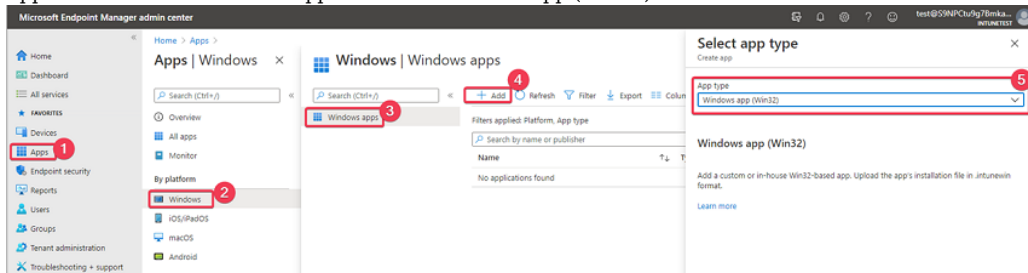 Microsoft Endpoint Manager admin center
test@S9NPCtu9g7Bmka...
INTUNETEST
«
Home
Dashboard
All services
FAVORITES
Devices
Apps
1
Endpoint security
Reports
Users
Groups
Tenant administration
Troubleshooting + support
Home > Apps >
Apps | Windows
Search (Ctrl+/)
«
Overview
All apps
Monitor
By platform
Windows
2
iOS/iPadOS
macOS
Android
Windows | Windows apps
Search (Ctrl+/)
«
Windows apps
3
4
+ Add
Refresh
Filter
Export
Colum
Filters applied: Platform, App type
Search by name or publisher
Name
No applications found
Select app type
Create app
5
App type
Windows app (Win32)
Windows app (Win32)
Add a custom or in-house Win32-based app. Upload the app's installation file in .intunewin
format.
Learn more